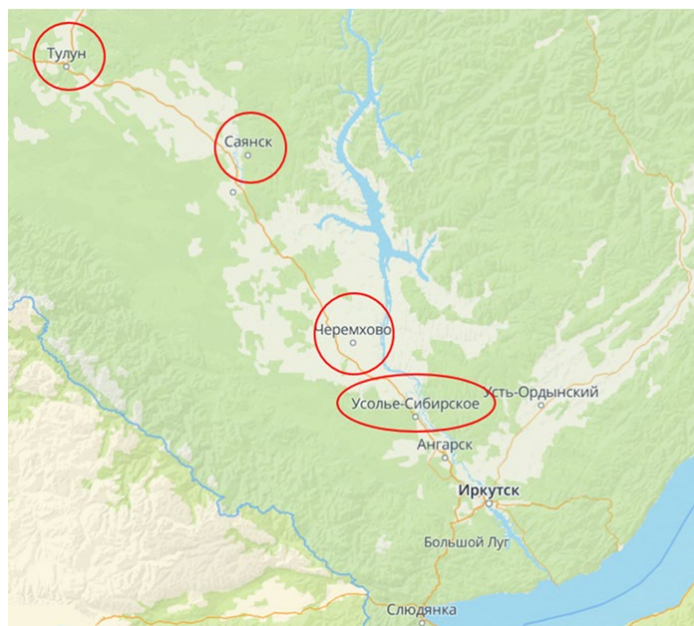 Тулун
Саянск
Черемхово
Усть-Ордынский
Усолье-Сибирское
Ангарск
Иркутск
Большой Луг
Слюдянка